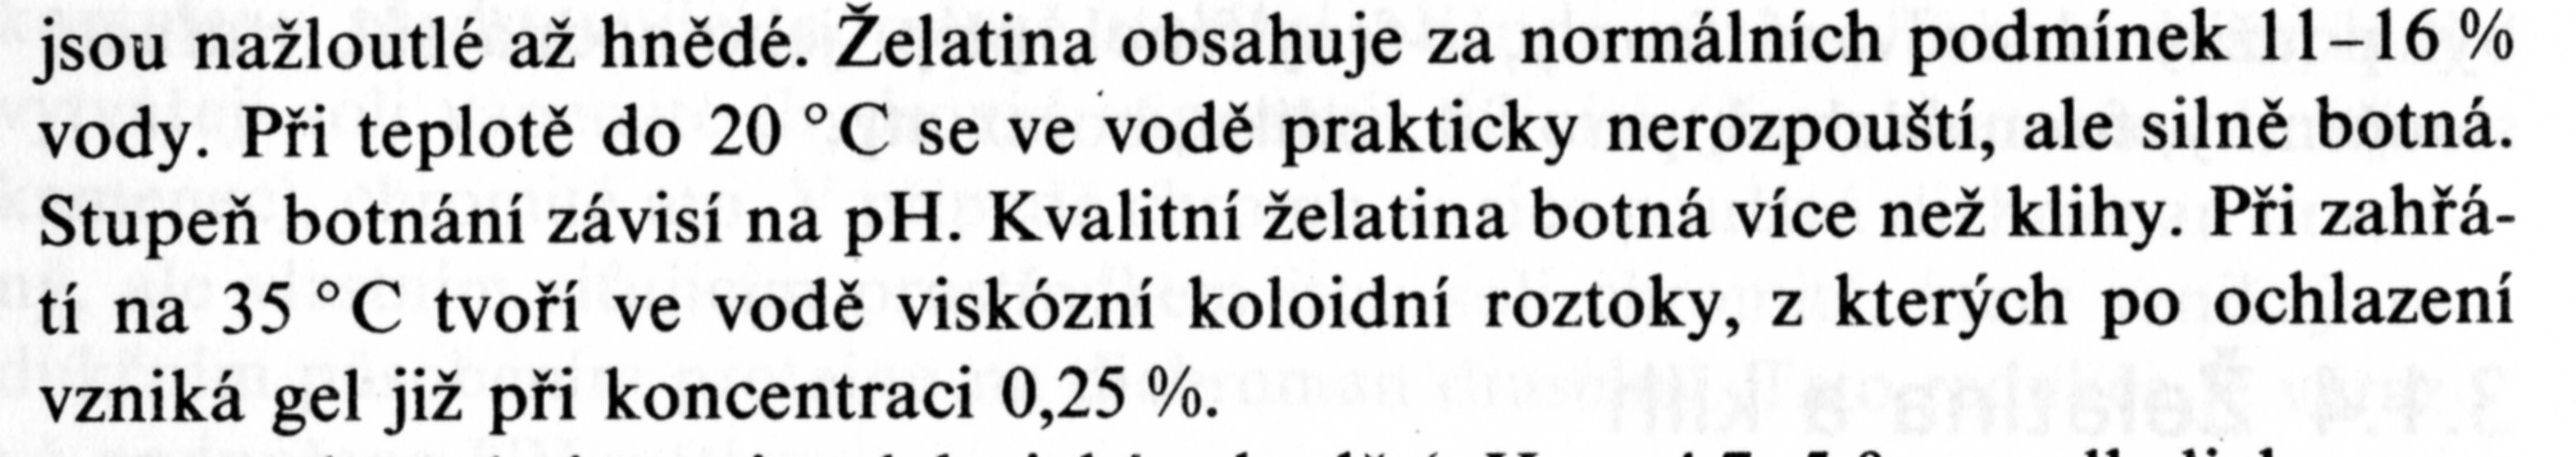 jsou nažloutlé až hnědé. Želatina obsahuje za normálních podmínek 11–16 %
vody. Při teplotě do 20 °C se ve vodě prakticky nerozpouští, ale silně botná.
Stupeň botnání závisí na pH. Kvalitní želatina botná více než klihy. Při zahřá-
tí na 35 °C tvoří ve vodě viskózní koloidní roztoky, z kterých po ochlazení
vzniká gel již při koncentraci 0,25 %.